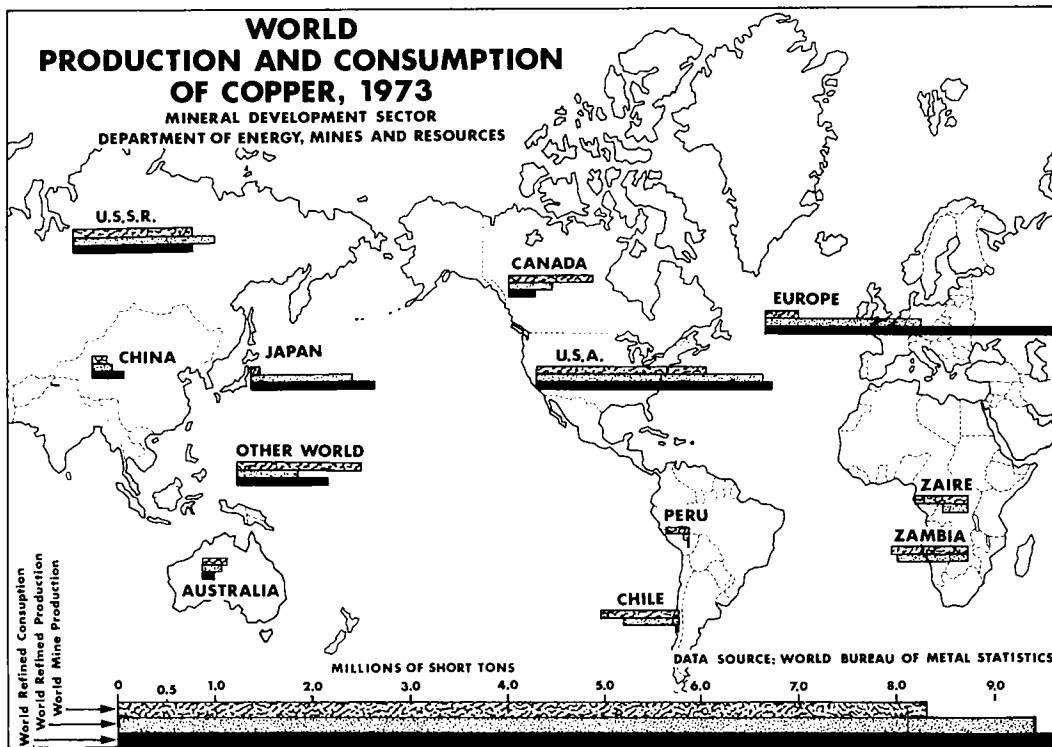 WORLD
PRODUCTION AND CONSUMPTION
OF COPPER, 1973
MINERAL DEVELOPMENT SECTOR
DEPARTMENT OF ENERGY, MINES AND RESOURCES
U.S.S.R.
CANADA
EUROPE
CHINA
JAPAN
U.S.A.
OTHER WORLD
ZAIRE
PERU
ZAMBIA
AUSTRALIA
CHILE
World Refined Consuption
World Refined Production
World Mine Production
MILLIONS OF SHORT TONS
DATA SOURCE: WORLD BUREAU OF METAL STATISTICS
0 0.5 1.0 2.0 3.0 4.0 5.0 6.0 7.0 8.0 9,0